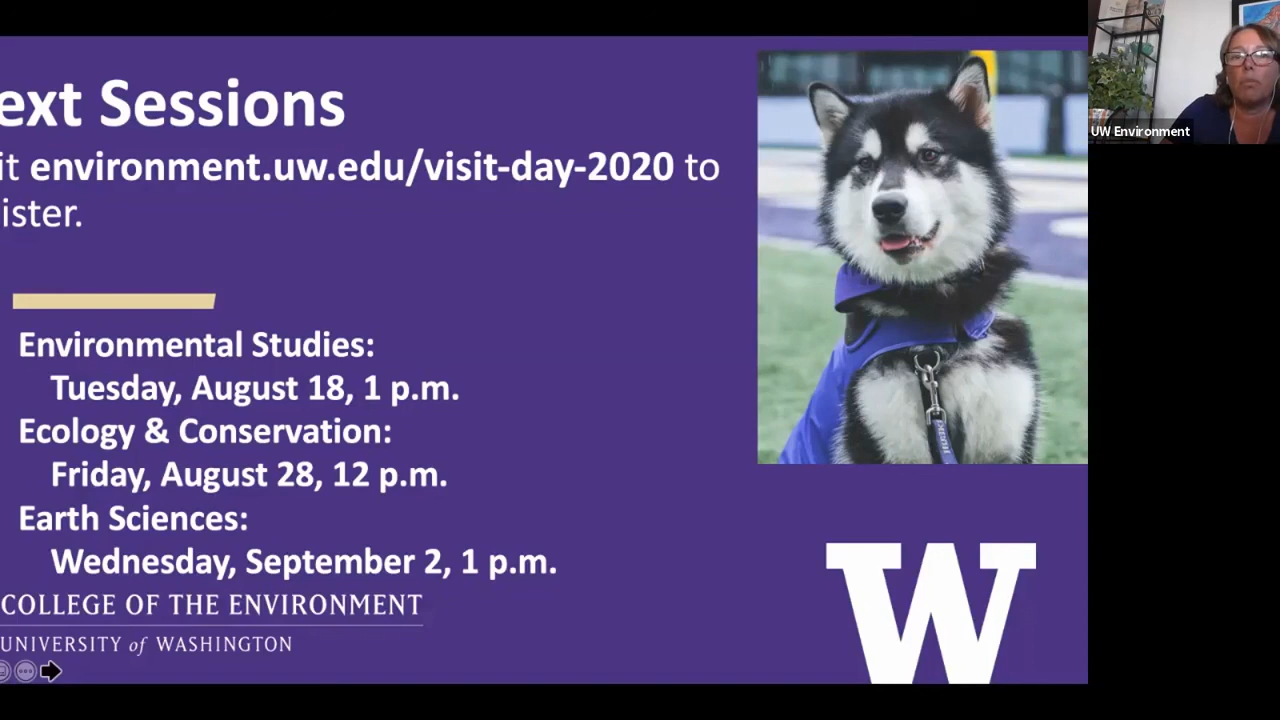 ext Sessions
it environment.uw.edu/visit-day-2020 to
ister.
Environmental Studies:
Tuesday, August 18, 1 p.m.
Ecology & Conservation:
Friday, August 28, 12 p.m.
Earth Sciences:
Wednesday, September 2, 1 p.m.
COLLEGE OF THE ENVIRONMENT
UNIVERSITY of WASHINGTON
W
UW Environment